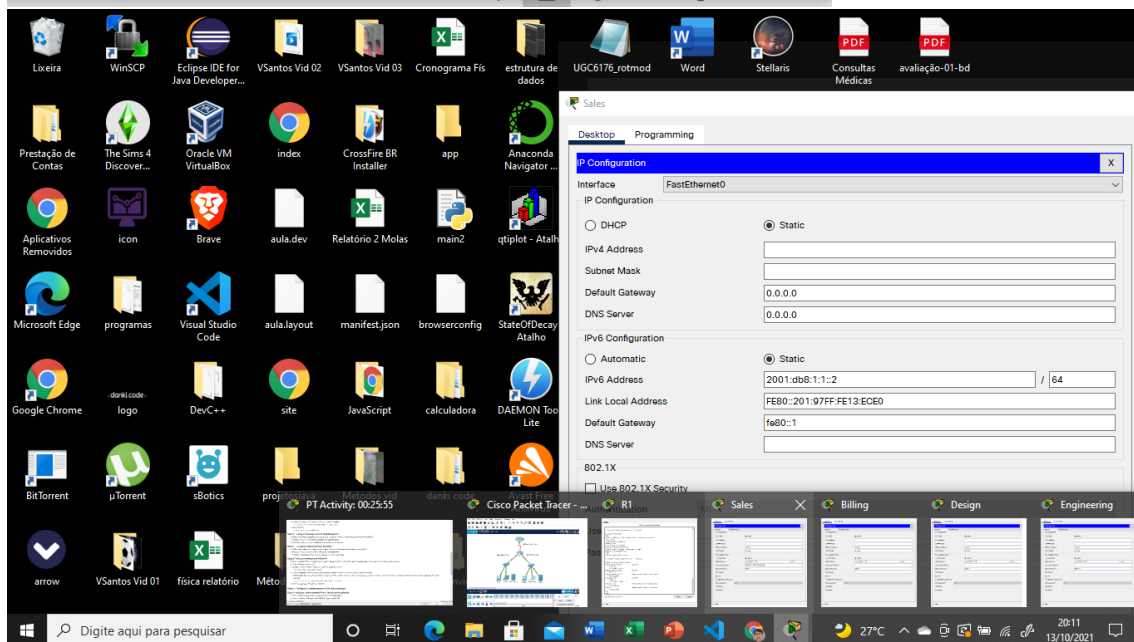 Lixeira
WinSCP
Eclipse IDE for
Java Developer...
VSantos Vid 02
VSantos Vid 03
Cronograma Fís
estrutura de
dados
UGC6176_rotmod
Word
Stellaris
Consultas
Médicas
avaliação-01-bd
PDF
PDF
Prestação de
Contas
The Sims 4
Discover...
Oracle VM
VirtualBox
index
CrossFire BR
Installer
app
Anaconda
Navigator ...
Aplicativos
Removidos
icon
Brave
aula.dev
Relatório 2 Molas
main2
qtiplot - Atalh
Microsoft Edge
programas
Visual Studio
Code
aula.layout
manifest.json
browserconfig
StateOfDecay
Atalho
Google Chrome
-danki.code-
logo
DevC++
site
JavaScript
calculadora
DAEMON Too
Lite
BitTorrent
µTorrent
sBotics
projetosjava
Metodos vid
danki code
Avast Free
arrow
VSantos Vid 01
física relatório
Méto
Sales
Desktop Programming
IP Configuration X
Interface FastEthernet0
IP Configuration
DHCP Static
IPv4 Address
Subnet Mask
Default Gateway 0.0.0.0
DNS Server 0.0.0.0
IPv6 Configuration
Automatic Static
IPv6 Address 2001:db8:1:1::2 / 64
Link Local Address FE80::201:97FF:FE13:ECE0
Default Gateway fe80::1
DNS Server
802.1X
Use 802.1X Security
PT Activity: 00:25:55
Cisco Packet Tracer - ...
R1
Sales
Billing
Design
Engineering
Digite aqui para pesquisar
27°C
20:11
13/10/2021